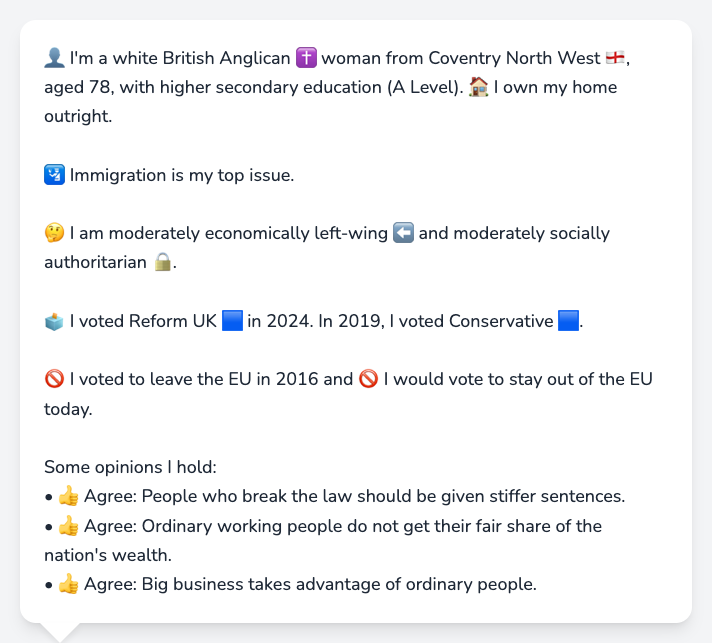 👤 I'm a white British Anglican ✝️ woman from Coventry North West 🏴󠁧󠁢󠁥󠁮󠁧󠁿,
aged 78, with higher secondary education (A Level). 🏠 I own my home
outright.
🛂 Immigration is my top issue.
🤔 I am moderately economically left-wing ⬅️ and moderately socially
authoritarian 🔒.
🗳️ I voted Reform UK 🟦 in 2024. In 2019, I voted Conservative 🟦.
🚫 I voted to leave the EU in 2016 and 🚫 I would vote to stay out of the EU
today.
Some opinions I hold:
• 👍 Agree: People who break the law should be given stiffer sentences.
• 👍 Agree: Ordinary working people do not get their fair share of the
nation's wealth.
• 👍 Agree: Big business takes advantage of ordinary people.